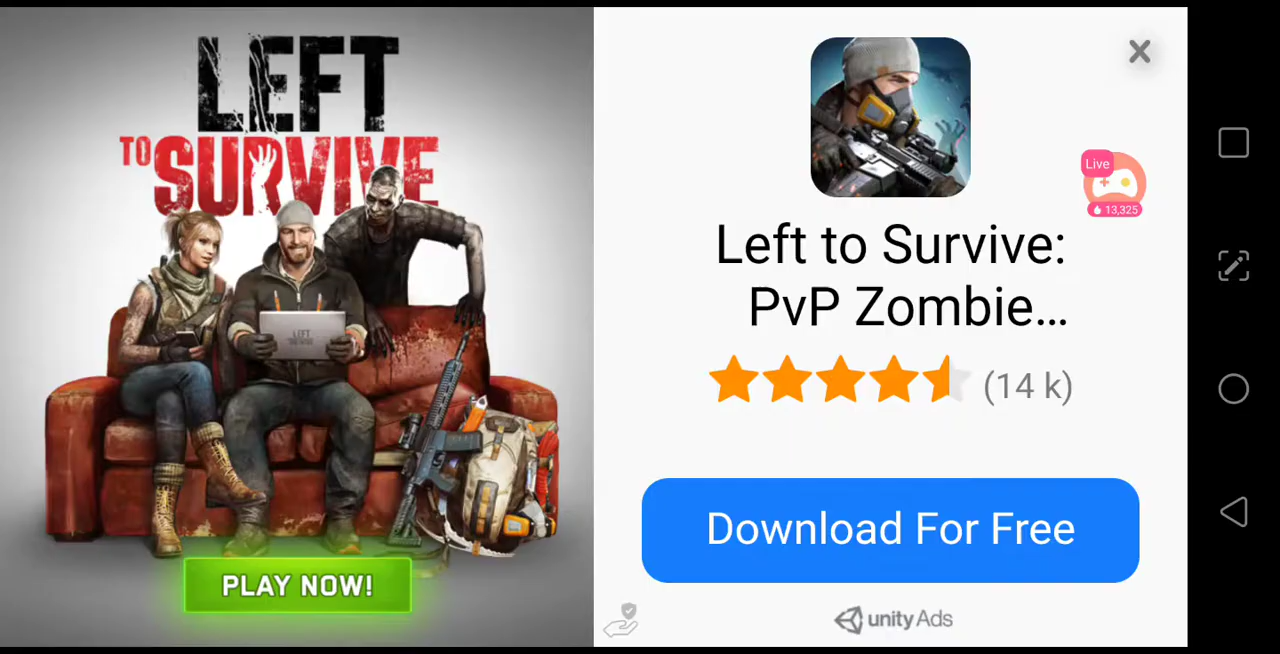 LEFT
TO SURVIVE
PLAY NOW!
Live
13,325
Left to Survive:
PvP Zombie...
(14 k)
Download For Free
unity Ads